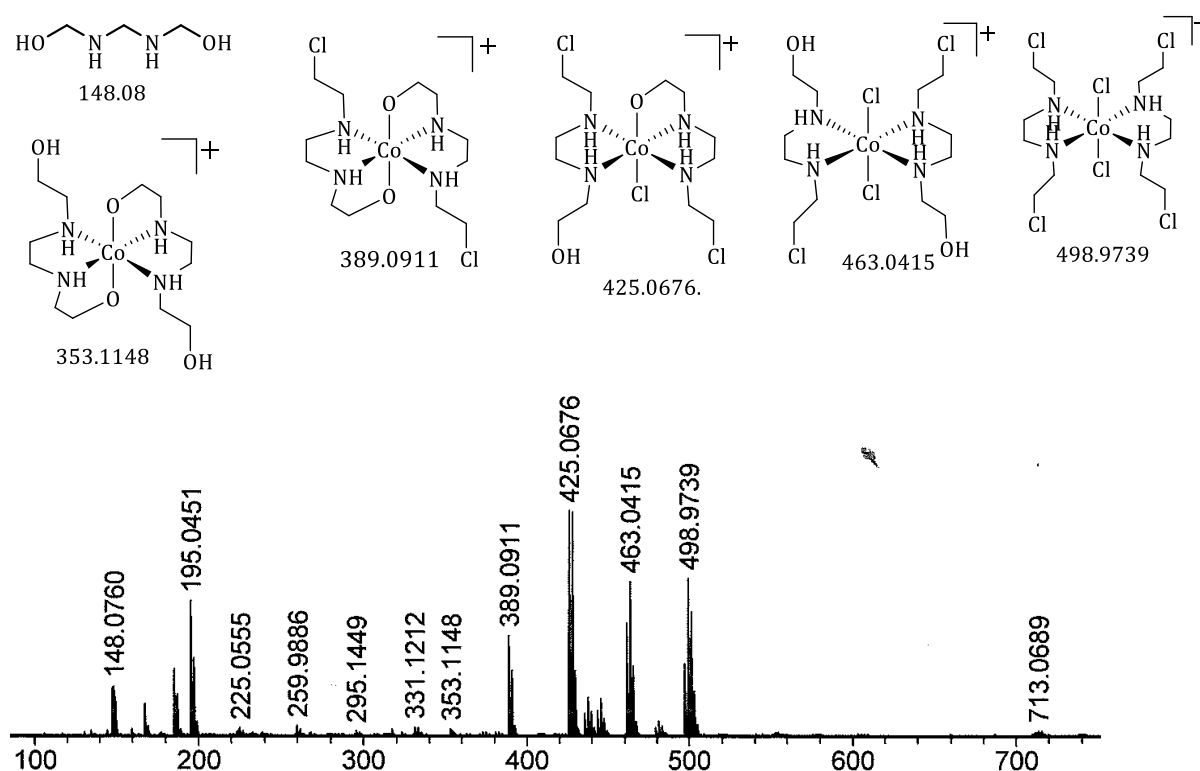 HO
N
H
N
H
OH
148.08
OH
O
N
H
N
H
Co
NH
NH
O
OH
+
353.1148
Cl
O
N
H
N
H
Co
NH
NH
O
Cl
+
389.0911
Cl
O
N
H
N
H
Co
H
N
H
N
Cl
OH
Cl
+
425.0676.
OH
Cl
Cl
HN
N
H
Co
H
N
H
N
Cl
Cl
OH
+
463.0415
Cl
Cl
Cl
N
H
NH
Co
H
N
NH
Cl
Cl
Cl
498.9739
148.0760
195.0451
225.0555
259.9886
295.1449
331.1212
353.1148
389.0911
425.0676
463.0415
498.9739
713.0689
100 200 300 400 500 600 700